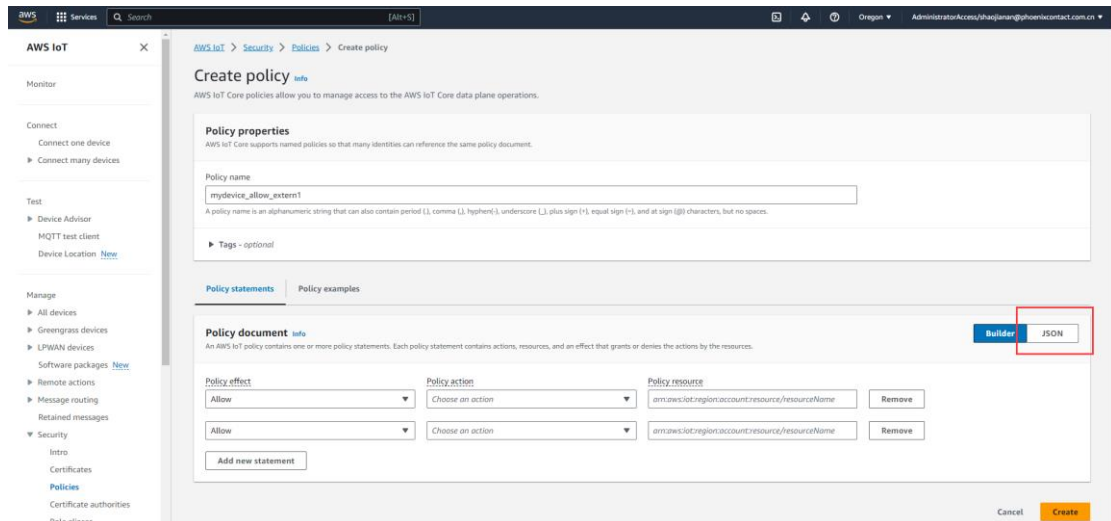 aws Services Search [Alt+S] Oregon AdministratorAccess/shaojianan@phoenixcontact.com.cn
AWS IoT
Monitor
Connect
Connect one device
Connect many devices
Test
Device Advisor
MQTT test client
Device Location New
Manage
All devices
Greengrass devices
LPWAN devices
Software packages New
Remote actions
Message routing
Retained messages
Security
Intro
Certificates
Policies
Certificate authorities
AWS IoT > Security > Policies > Create policy
Create policy Info
AWS IoT Core policies allow you to manage access to the AWS IoT Core data plane operations.
Policy properties
AWS IoT Core supports named policies so that many identities can reference the same policy document.
Policy name
mydevice_allow_extern1
A policy name is an alphanumeric string that can also contain period (.), comma (,), hyphen(-), underscore (_), plus sign (+), equal sign (=), and at sign (@) characters, but no spaces.
Tags - optional
Policy statements Policy examples
Policy document Info
Builder JSON
An AWS IoT policy contains one or more policy statements. Each policy statement contains actions, resources, and an effect that grants or denies the actions by the resources.
Policy effect Policy action Policy resource
Allow Choose an action arn:aws:iot:region:account:resource/resourceName Remove
Allow Choose an action arn:aws:iot:region:account:resource/resourceName Remove
Add new statement
Cancel Create